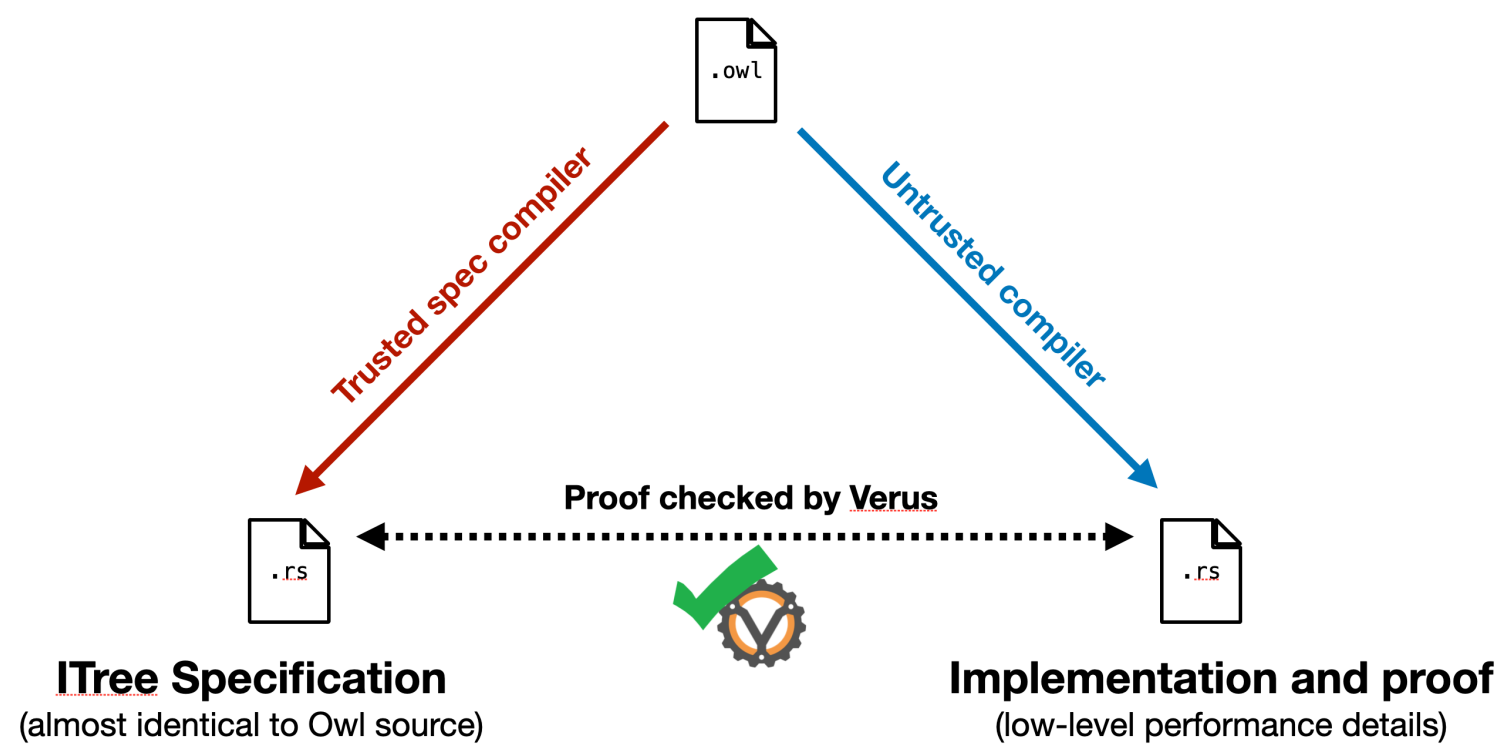 .owl
Trusted spec compiler
Untrusted compiler
Proof checked by Verus
.rs
.rs
ITree Specification
(almost identical to Owl source)
Implementation and proof
(low-level performance details)